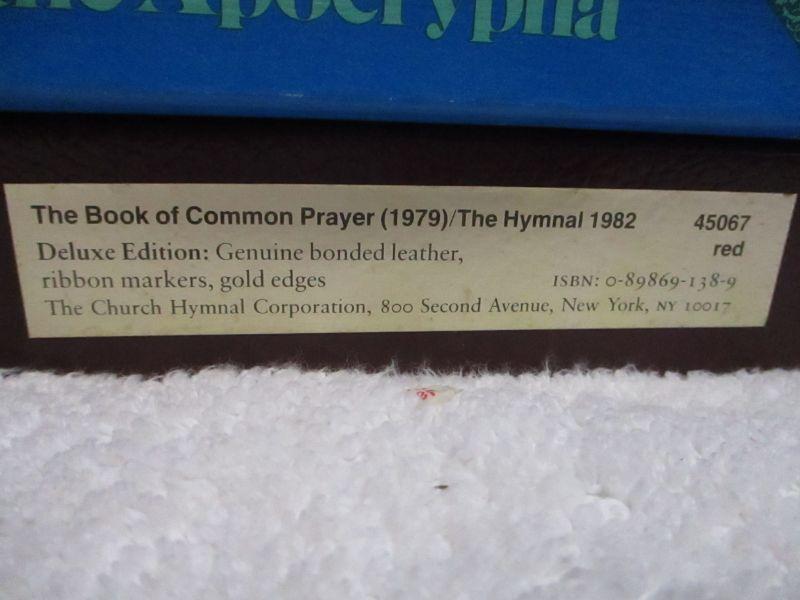 the Apocrypha
The Book of Common Prayer (1979)/The Hymnal 1982 45067
Deluxe Edition: Genuine bonded leather, red
ribbon markers, gold edges ISBN: 0-89869-138-9
The Church Hymnal Corporation, 800 Second Avenue, New York, NY 10017